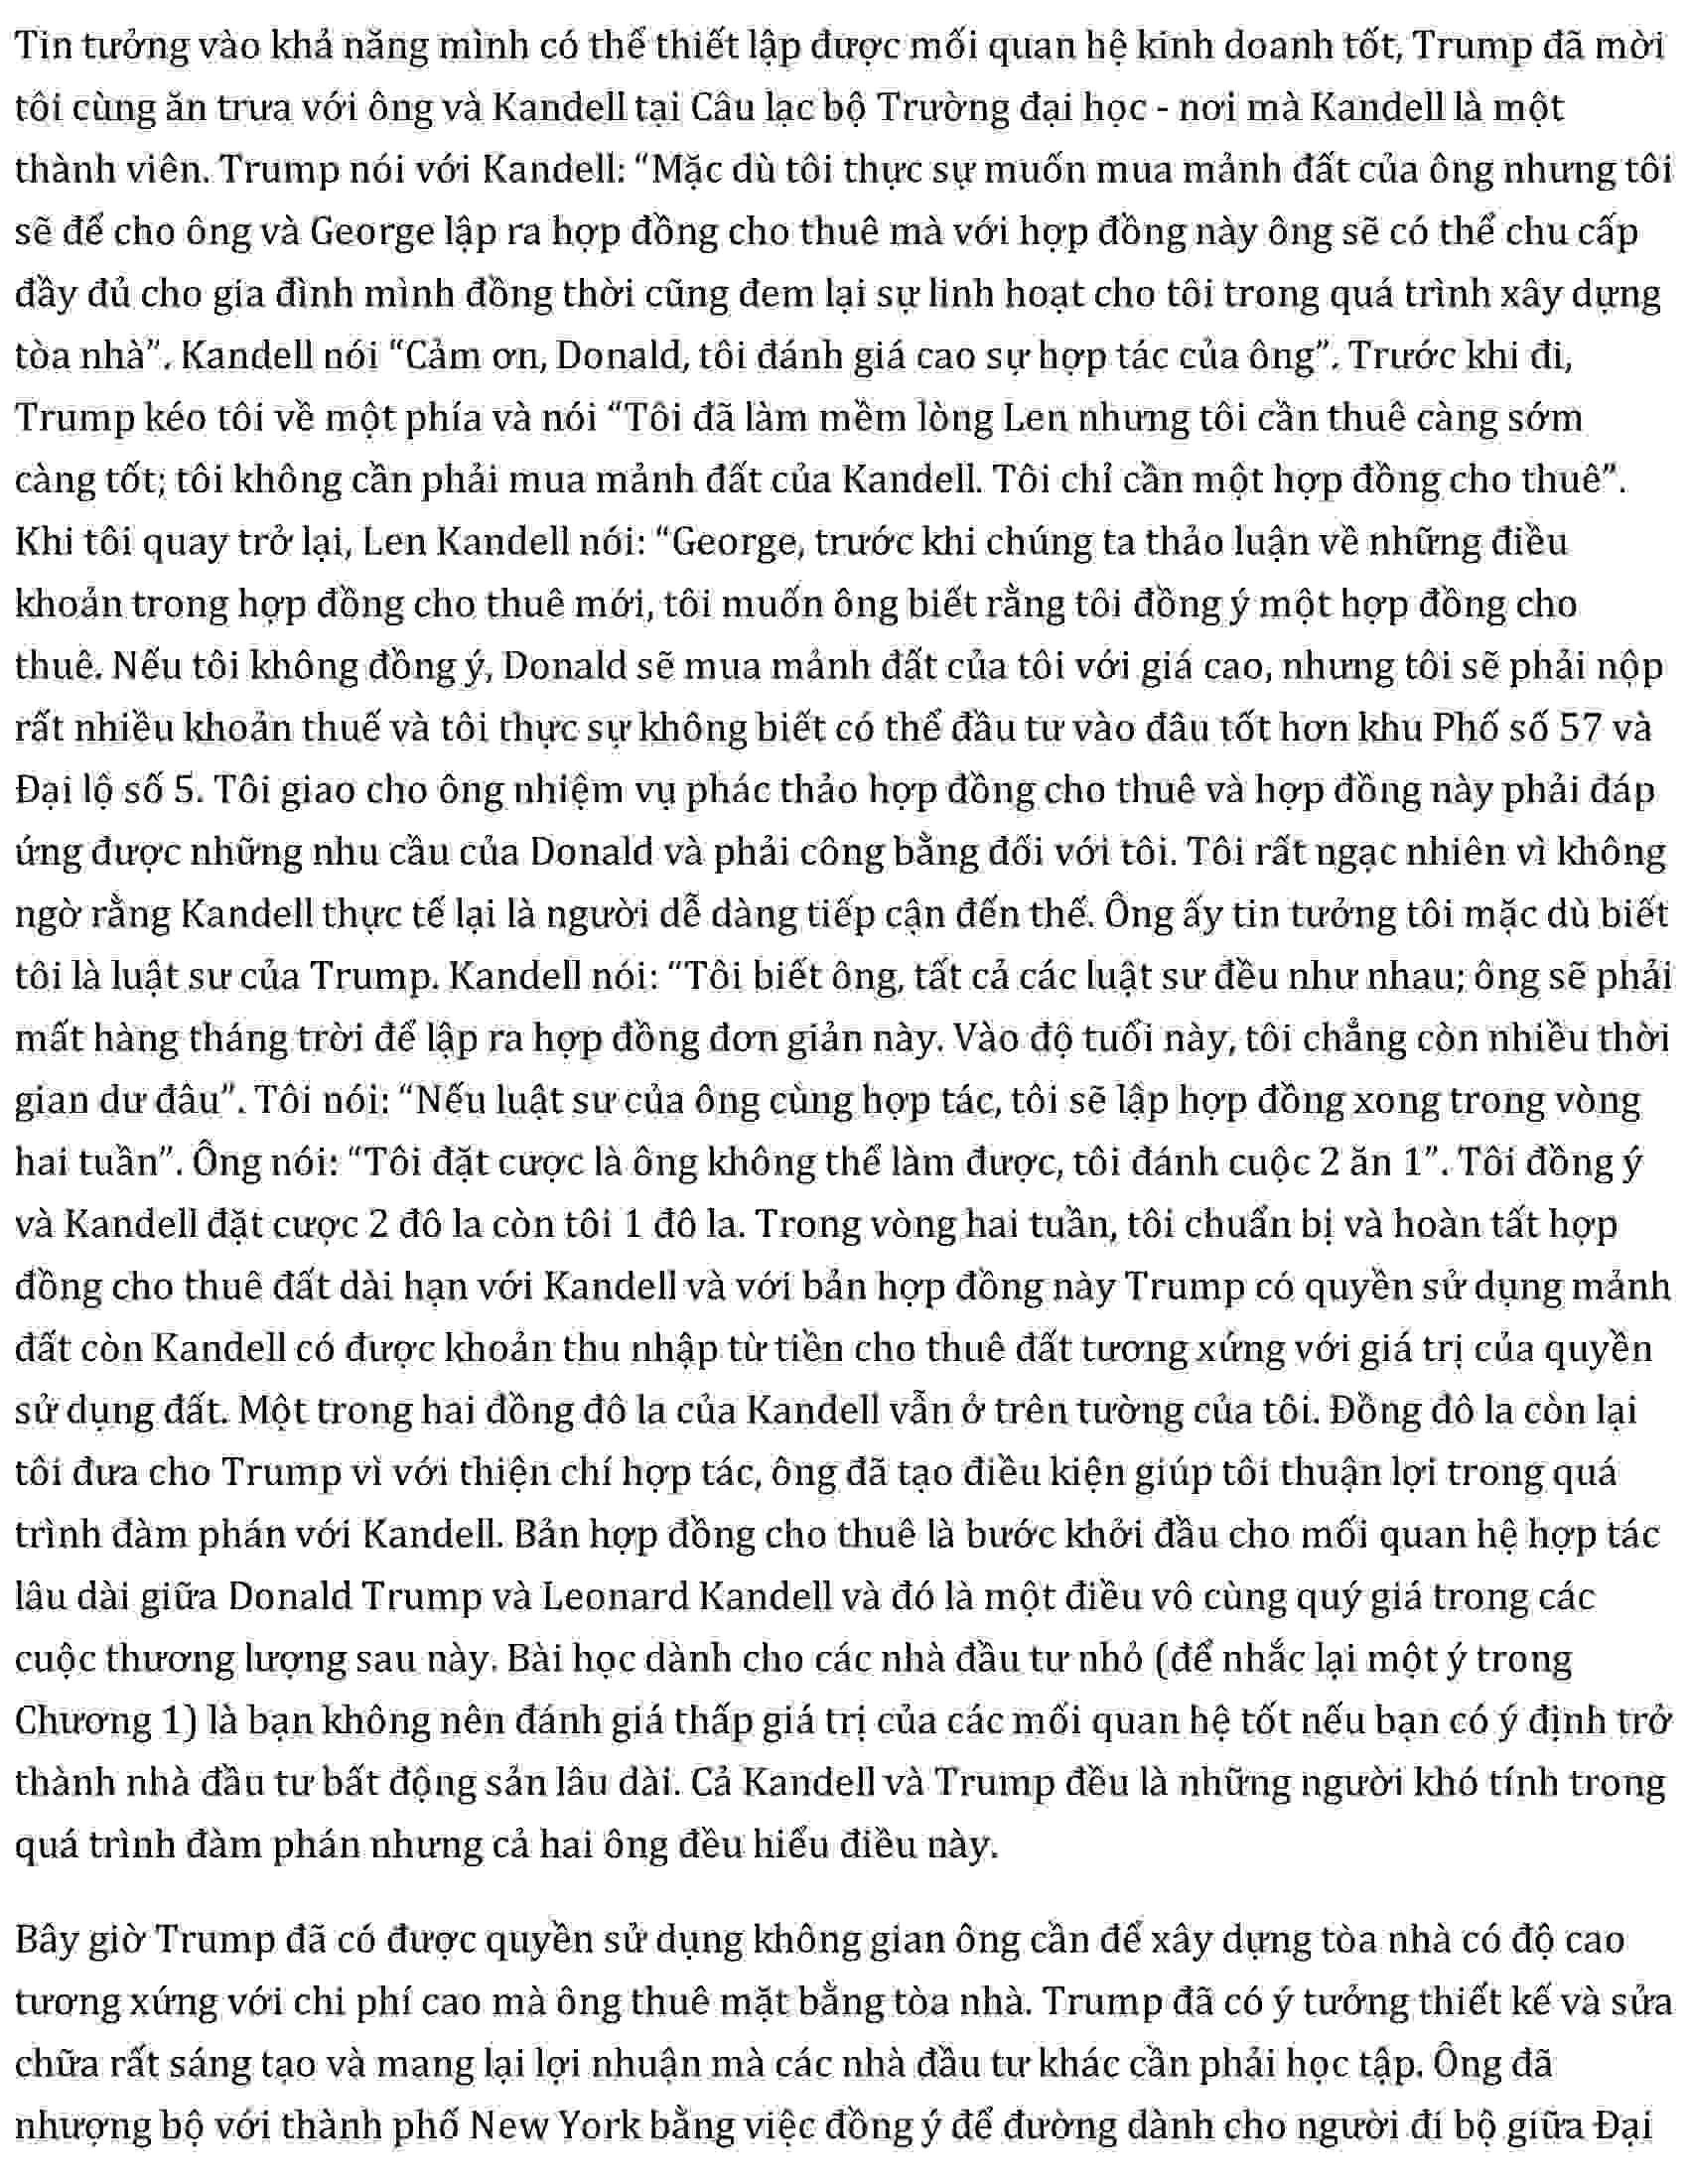 Tin tưởng vào khả năng mình có thể thiết lập được mối quan hệ kinh doanh tốt, Trump đã mời
tôi cùng ăn trưa với ông và Kandell tại Câu lạc bộ Trường đại học - nơi mà Kandell là một
thành viên. Trump nói với Kandell: “Mặc dù tôi thực sự muốn mua mảnh đất của ông nhưng tôi
sẽ để cho ông và George lập ra hợp đồng cho thuê mà với hợp đồng này ông sẽ có thể chu cấp
đầy đủ cho gia đình mình đồng thời cũng đem lại sự linh hoạt cho tôi trong quá trình xây dựng
tòa nhà”. Kandell nói “Cảm ơn, Donald, tôi đánh giá cao sự hợp tác của ông”. Trước khi đi,
Trump kéo tôi về một phía và nói “Tôi đã làm mềm lòng Len nhưng tôi cần thuê càng sớm
càng tốt; tôi không cần phải mua mảnh đất của Kandell. Tôi chỉ cần một hợp đồng cho thuê”.
Khi tôi quay trở lại, Len Kandell nói: “George, trước khi chúng ta thảo luận về những điều
khoản trong hợp đồng cho thuê mới, tôi muốn ông biết rằng tôi đồng ý một hợp đồng cho
thuê. Nếu tôi không đồng ý, Donald sẽ mua mảnh đất của tôi với giá cao, nhưng tôi sẽ phải nộp
rất nhiều khoản thuế và tôi thực sự không biết có thể đầu tư vào đâu tốt hơn khu Phố số 57 và
Đại lộ số 5. Tôi giao cho ông nhiệm vụ phác thảo hợp đồng cho thuê và hợp đồng này phải đáp
ứng được những nhu cầu của Donald và phải công bằng đối với tôi. Tôi rất ngạc nhiên vì không
ngờ rằng Kandell thực tế lại là người dễ dàng tiếp cận đến thế. Ông ấy tin tưởng tôi mặc dù biết
tôi là luật sư của Trump. Kandell nói: “Tôi biết ông, tất cả các luật sư đều như nhau; ông sẽ phải
mất hàng tháng trời để lập ra hợp đồng đơn giản này. Vào độ tuổi này, tôi chẳng còn nhiều thời
gian dư đâu”. Tôi nói: “Nếu luật sư của ông cùng hợp tác, tôi sẽ lập hợp đồng xong trong vòng
hai tuần”. Ông nói: “Tôi đặt cược là ông không thể làm được, tôi đánh cuộc 2 ăn 1”. Tôi đồng ý
và Kandell đặt cược 2 đô la còn tôi 1 đô la. Trong vòng hai tuần, tôi chuẩn bị và hoàn tất hợp
đồng cho thuê đất dài hạn với Kandell và với bản hợp đồng này Trump có quyền sử dụng mảnh
đất còn Kandell có được khoản thu nhập từ tiền cho thuê đất tương xứng với giá trị của quyền
sử dụng đất. Một trong hai đồng đô la của Kandell vẫn ở trên tường của tôi. Đồng đô la còn lại
tôi đưa cho Trump vì với thiện chí hợp tác, ông đã tạo điều kiện giúp tôi thuận lợi trong quá
trình đàm phán với Kandell. Bản hợp đồng cho thuê là bước khởi đầu cho mối quan hệ hợp tác
lâu dài giữa Donald Trump và Leonard Kandell và đó là một điều vô cùng quý giá trong các
cuộc thương lượng sau này. Bài học dành cho các nhà đầu tư nhỏ (để nhắc lại một ý trong
Chương 1) là bạn không nên đánh giá thấp giá trị của các mối quan hệ tốt nếu bạn có ý định trở
thành nhà đầu tư bất động sản lâu dài. Cả Kandell và Trump đều là những người khó tính trong
quá trình đàm phán nhưng cả hai ông đều hiểu điều này.
Bây giờ Trump đã có được quyền sử dụng không gian ông cần để xây dựng tòa nhà có độ cao
tương xứng với chi phí cao mà ông thuê mặt bằng tòa nhà. Trump đã có ý tưởng thiết kế và sửa
chữa rất sáng tạo và mang lại lợi nhuận mà các nhà đầu tư khác cần phải học tập. Ông đã
nhượng bộ với thành phố New York bằng việc đồng ý để đường dành cho người đi bộ giữa Đại